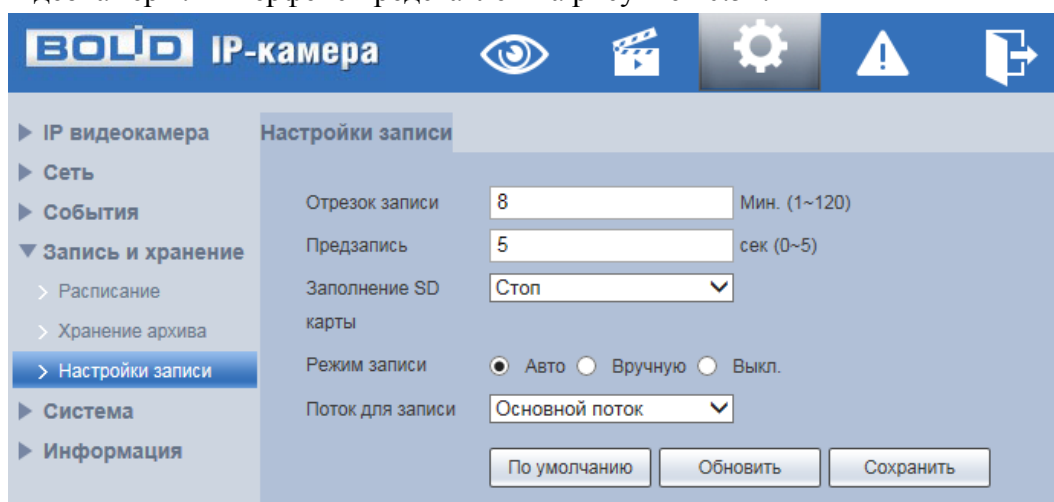 BOLID IP-камера
IP видеокамера
Сеть
События
Запись и хранение
Расписание
Хранение архива
Настройки записи
Система
Информация
Настройки записи
Отрезок записи 8 Мин. (1~120)
Предзапись 5 сек (0~5)
Заполнение SD карты Стоп
Режим записи Авто Вручную Выкл.
Поток для записи Основной поток
По умолчанию Обновить Сохранить